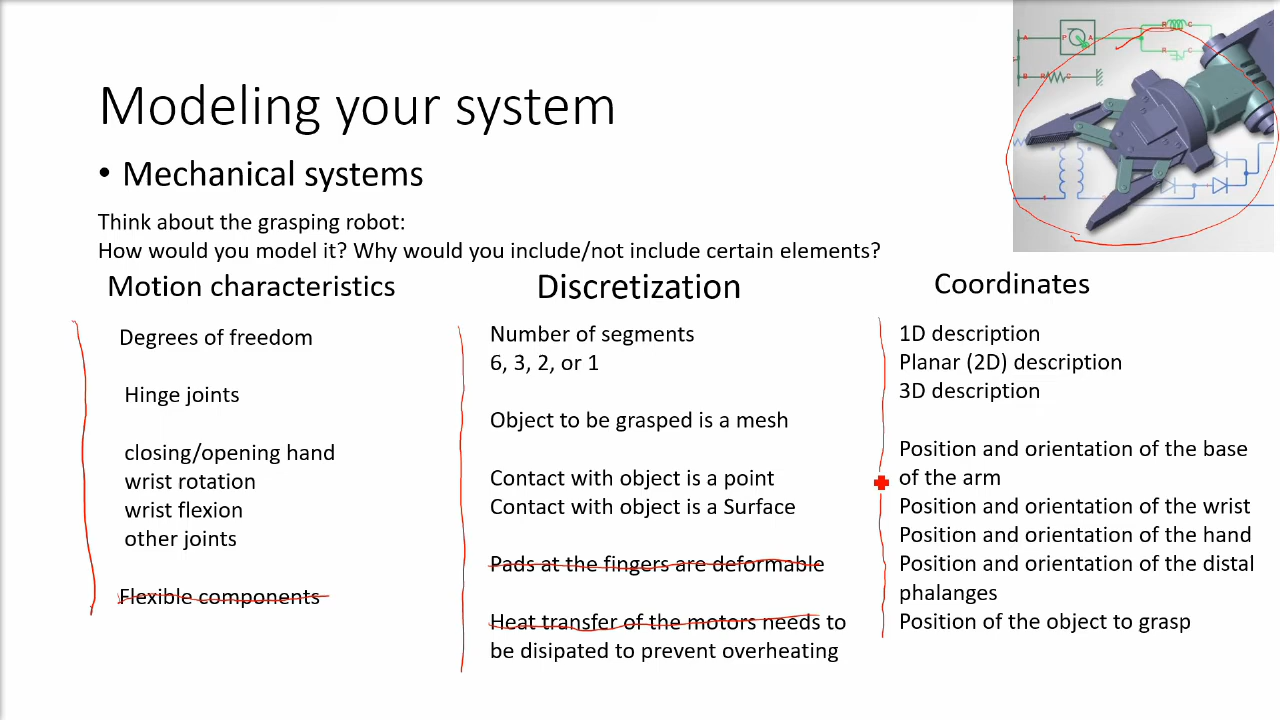 Modeling your system
• Mechanical systems
Think about the grasping robot:
How would you model it? Why would you include/not include certain elements?
Motion characteristics
Degrees of freedom
Hinge joints
closing/opening hand
wrist rotation
wrist flexion
other joints
Flexible components
Discretization
Number of segments
6, 3, 2, or 1
Object to be grasped is a mesh
Contact with object is a point
Contact with object is a Surface
Pads at the fingers are deformable
Heat transfer of the motors needs to
be disipated to prevent overheating
Coordinates
1D description
Planar (2D) description
3D description
Position and orientation of the base
of the arm
Position and orientation of the wrist
Position and orientation of the hand
Position and orientation of the distal
phalanges
Position of the object to grasp
A
P A
R C
R C
B R C